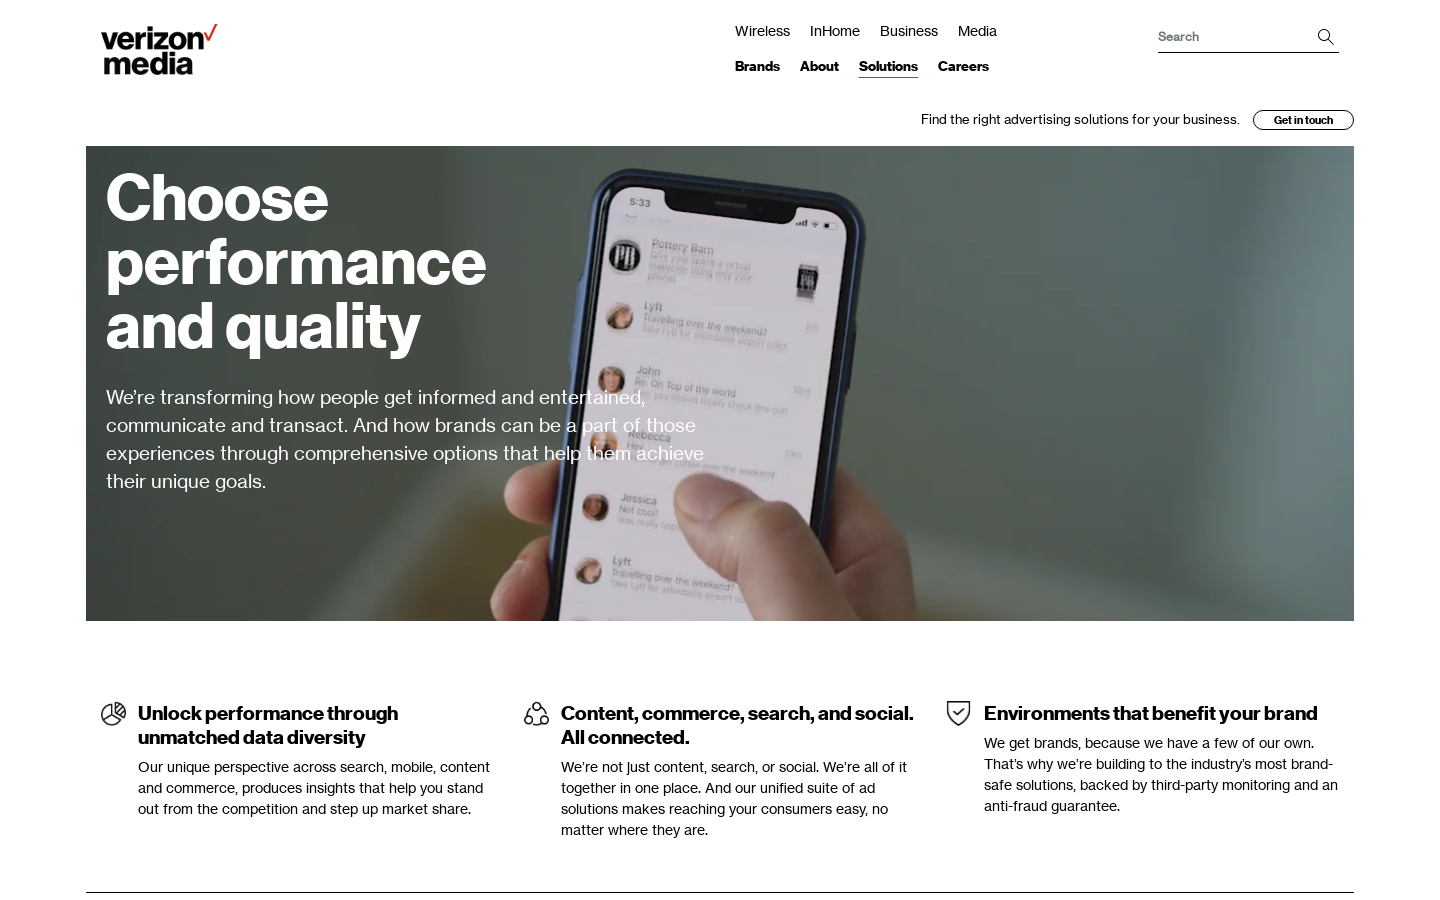 verizon✓
media
Wireless InHome Business Media
Search
Brands About Solutions Careers
Find the right advertising solutions for your business. Get in touch
Choose
performance
and quality
We’re transforming how people get informed and entertained,
communicate and transact. And how brands can be a part of those
experiences through comprehensive options that help them achieve
their unique goals.
5:33
Pottery Barn
Give your space a virtual
makeover using only your
phone!
PB
Lyft
Travelling over the weekend?
Take Lyft for affordable airport rides
John
Re: On Top of the world
you should totally check this out!
Rebecca
Jessica
Not cool!
Was really
Lyft
Travelling over the weekend?
Take Lyft for affordable airport
Unlock performance through
unmatched data diversity
Our unique perspective across search, mobile, content
and commerce, produces insights that help you stand
out from the competition and step up market share.
Content, commerce, search, and social.
All connected.
We’re not just content, search, or social. We’re all of it
together in one place. And our unified suite of ad
solutions makes reaching your consumers easy, no
matter where they are.
Environments that benefit your brand
We get brands, because we have a few of our own.
That’s why we’re building to the industry’s most brand-
safe solutions, backed by third-party monitoring and an
anti-fraud guarantee.